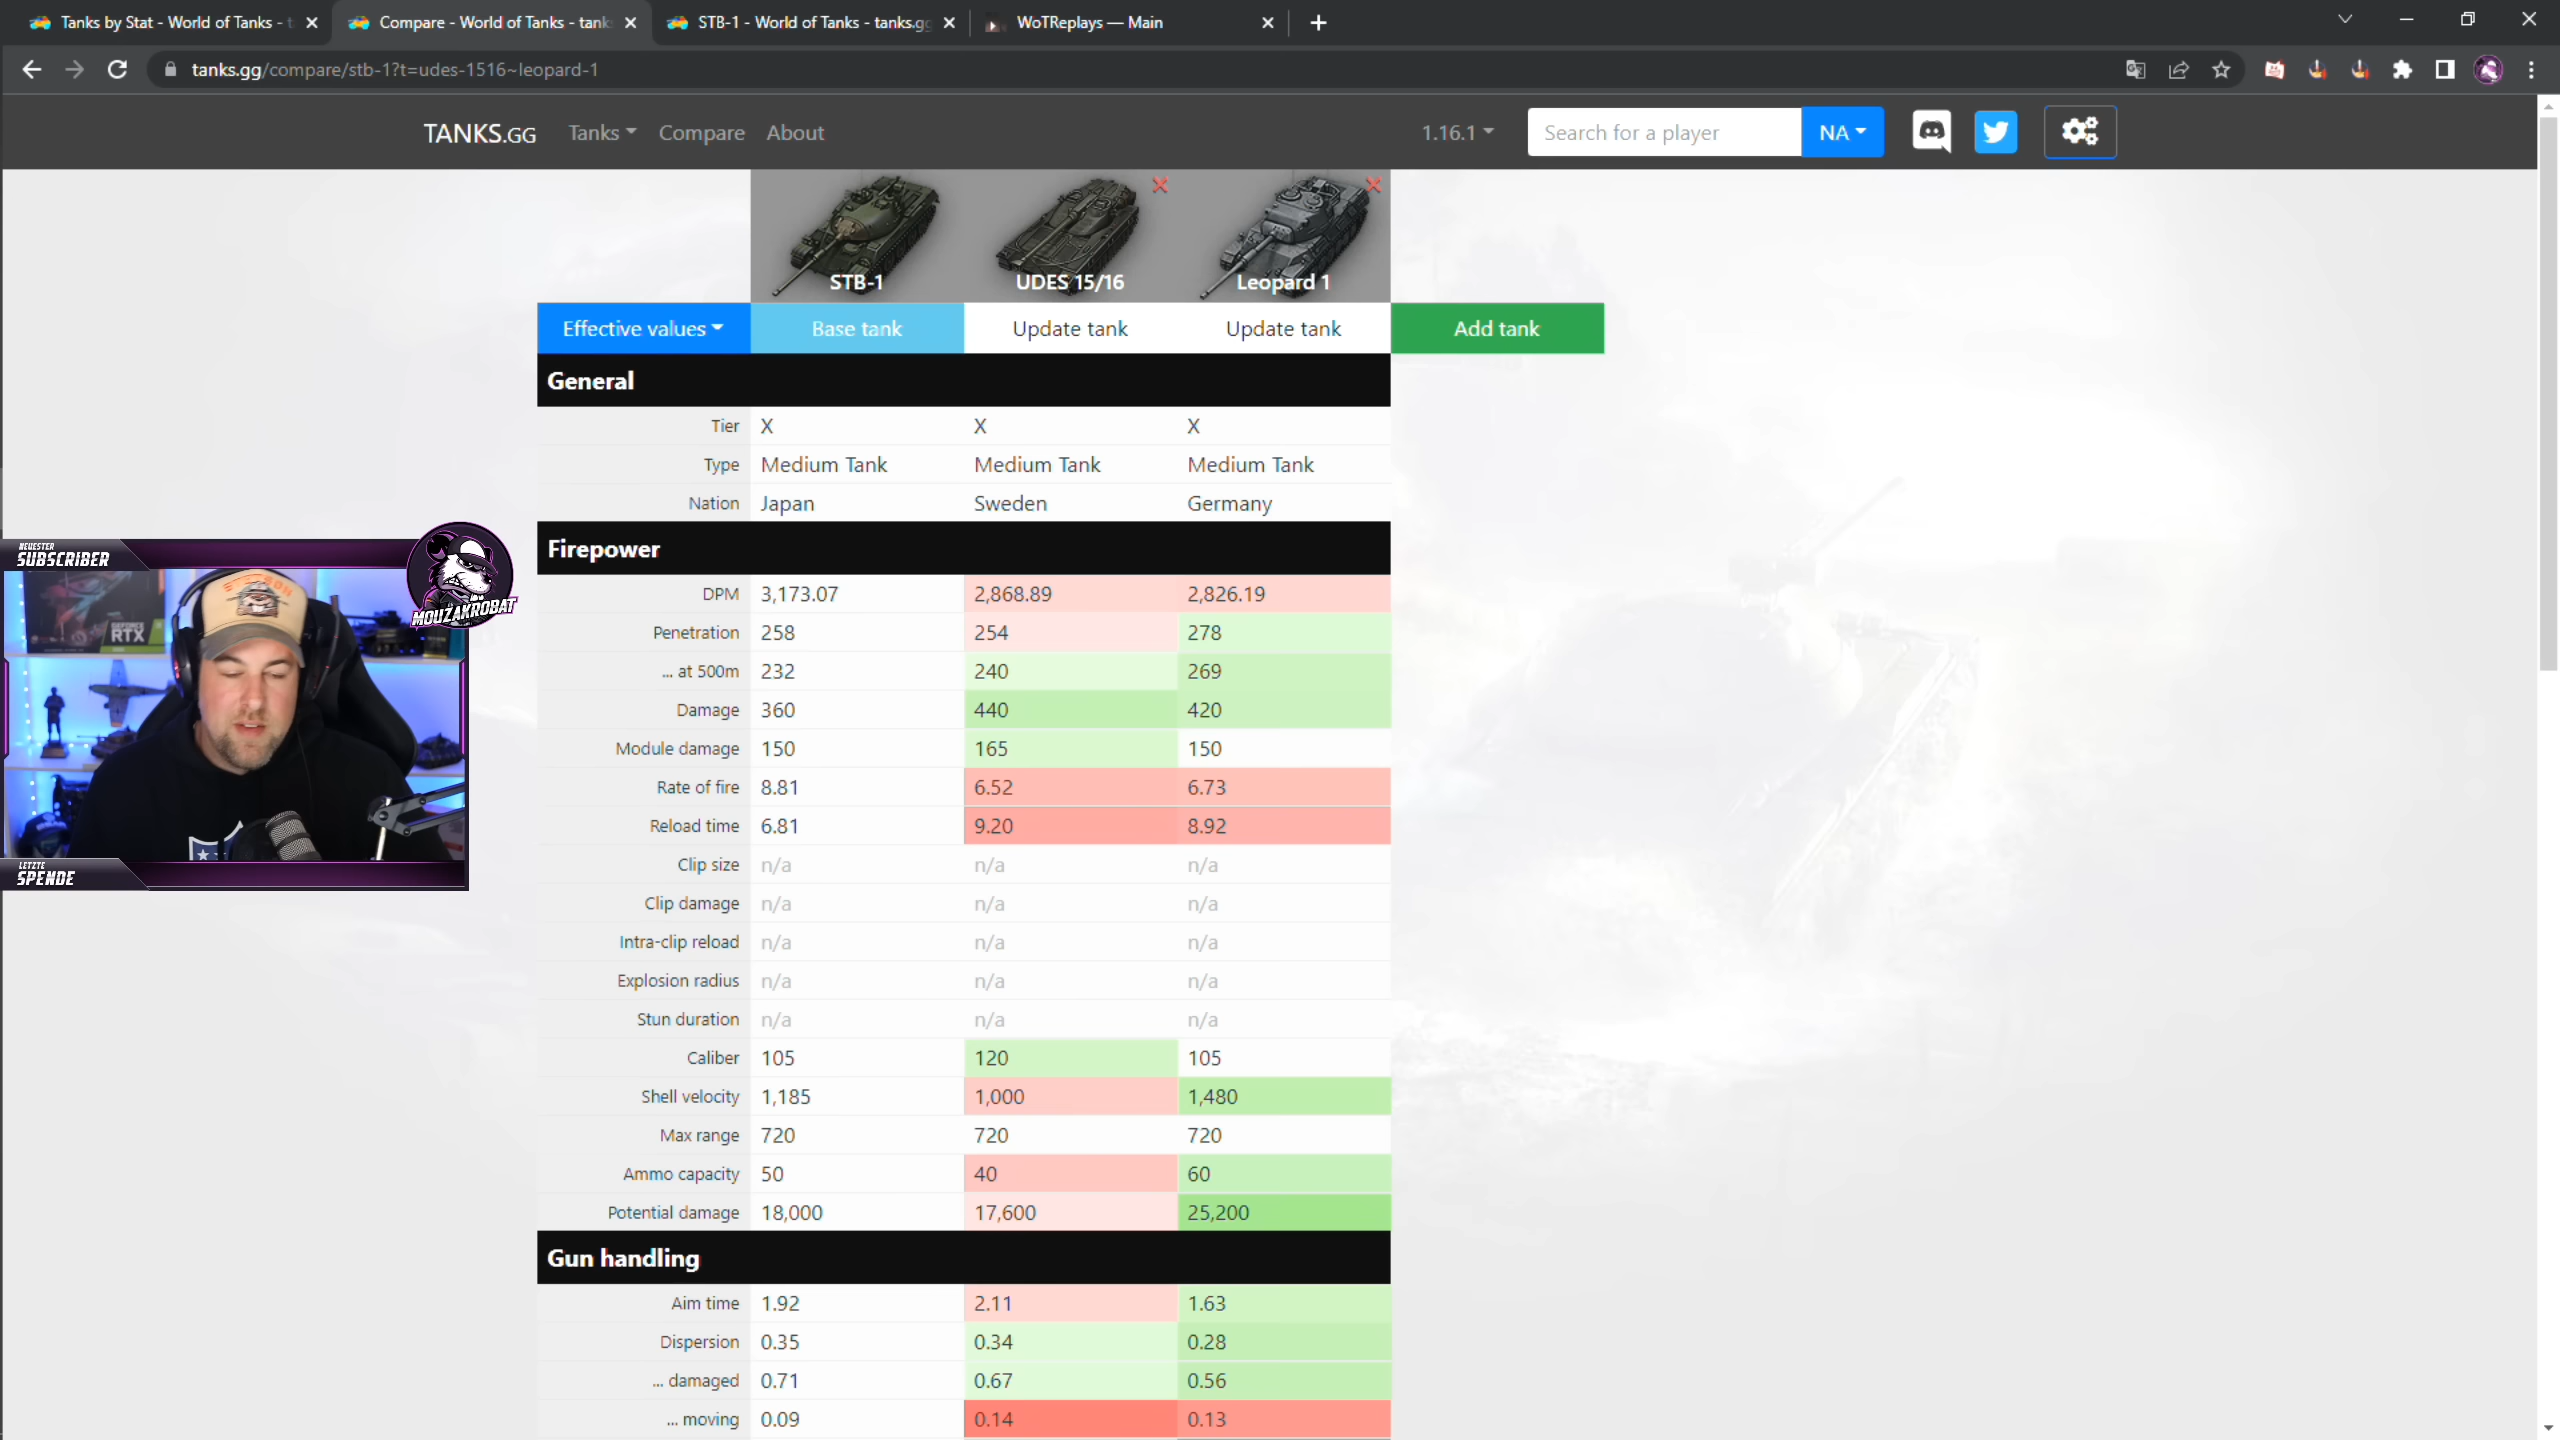 Tanks by Stat - World of Tanks - t
Compare - World of Tanks - tank
STB-1 - World of Tanks - tanks.gg
WoTReplays — Main
tanks.gg/compare/stb-1?t=udes-1516~leopard-1
TANKS.GG
Tanks
Compare
About
1.16.1
Search for a player
NA
STB-1
UDES 15/16
Leopard 1
Effective values
Base tank
Update tank
Update tank
Add tank
General
Tier X X X
Type Medium Tank Medium Tank Medium Tank
Nation Japan Sweden Germany
Firepower
DPM 3,173.07 2,868.89 2,826.19
Penetration 258 254 278
... at 500m 232 240 269
Damage 360 440 420
Module damage 150 165 150
Rate of fire 8.81 6.52 6.73
Reload time 6.81 9.20 8.92
Clip size n/a n/a n/a
Clip damage n/a n/a n/a
Intra-clip reload n/a n/a n/a
Explosion radius n/a n/a n/a
Stun duration n/a n/a n/a
Caliber 105 120 105
Shell velocity 1,185 1,000 1,480
Max range 720 720 720
Ammo capacity 50 40 60
Potential damage 18,000 17,600 25,200
Gun handling
Aim time 1.92 2.11 1.63
Dispersion 0.35 0.34 0.28
... damaged 0.71 0.67 0.56
... moving 0.09 0.14 0.13
NEUESTER
SUBSCRIBER
MOUZAKROBAT
GEFORCE
RTX
LETZTE
SPENDE